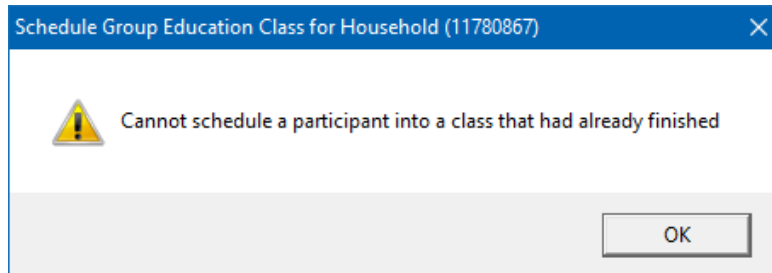 Schedule Group Education Class for Household (11780867)
Cannot schedule a participant into a class that had already finished
OK